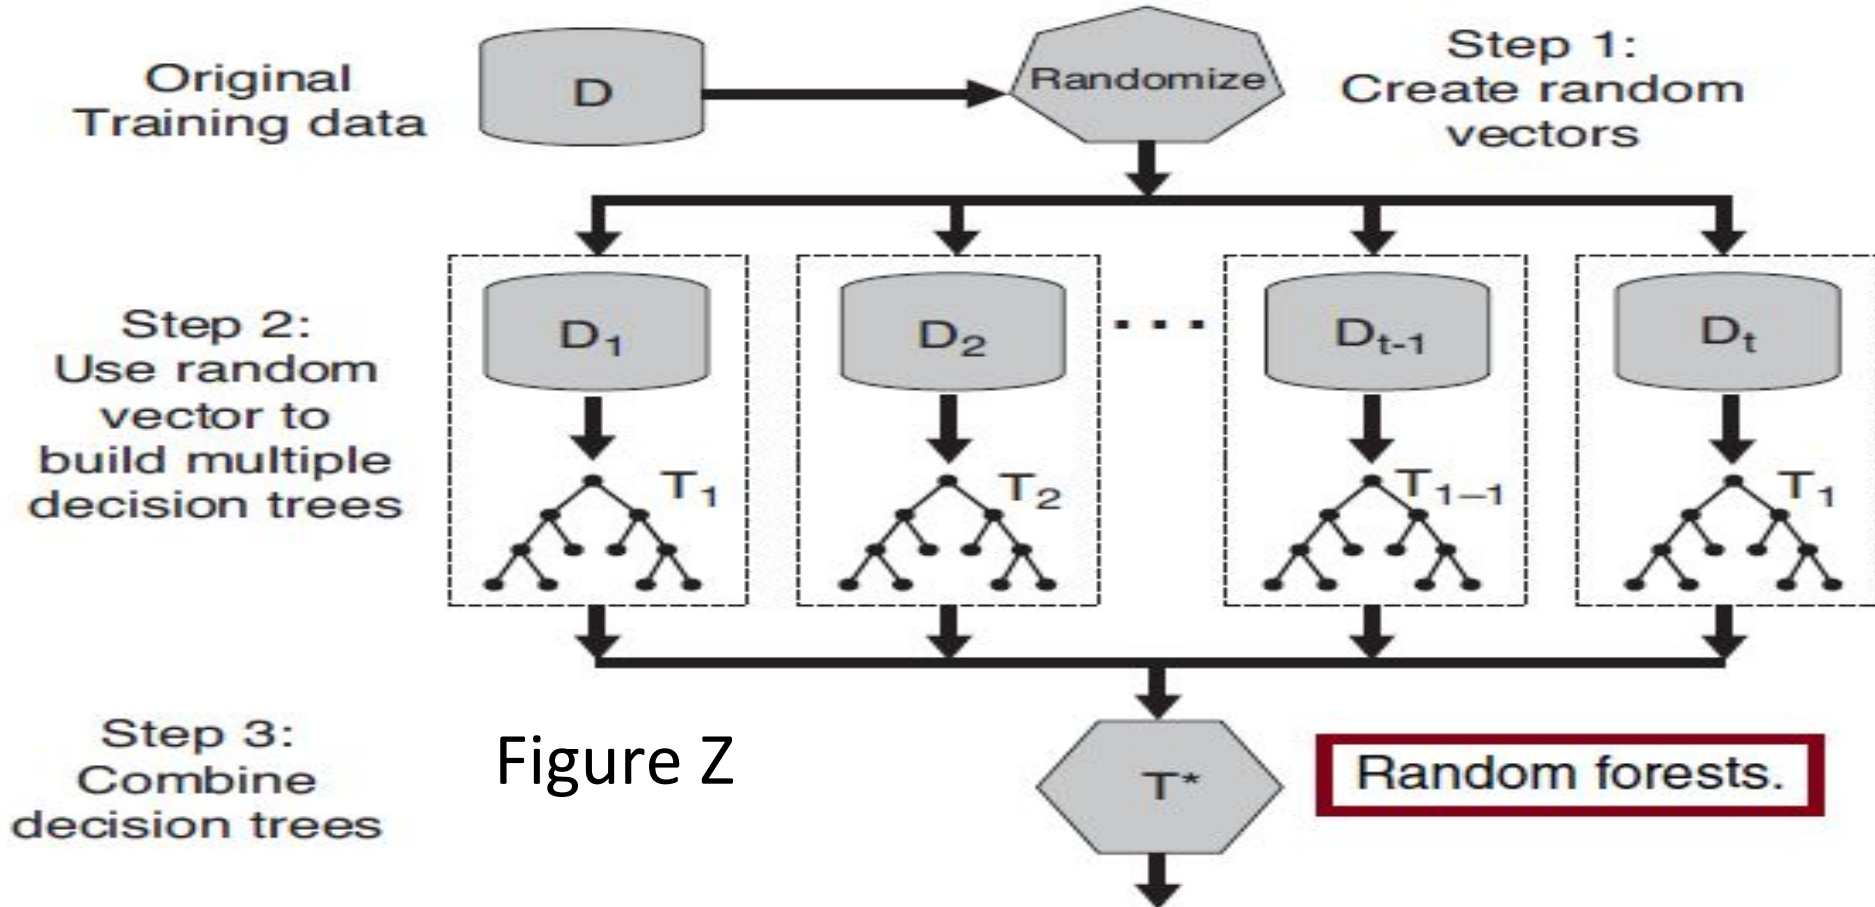 Original
Training data
D
Randomize
Step 1:
Create random
vectors
Step 2:
Use random
vector to
build multiple
decision trees
D₁
D₂
...
Dₜ₋₁
Dₜ
T₁
T₂
T₁₋₁
T₁
Step 3:
Combine
decision trees
Figure Z
T*
Random forests.